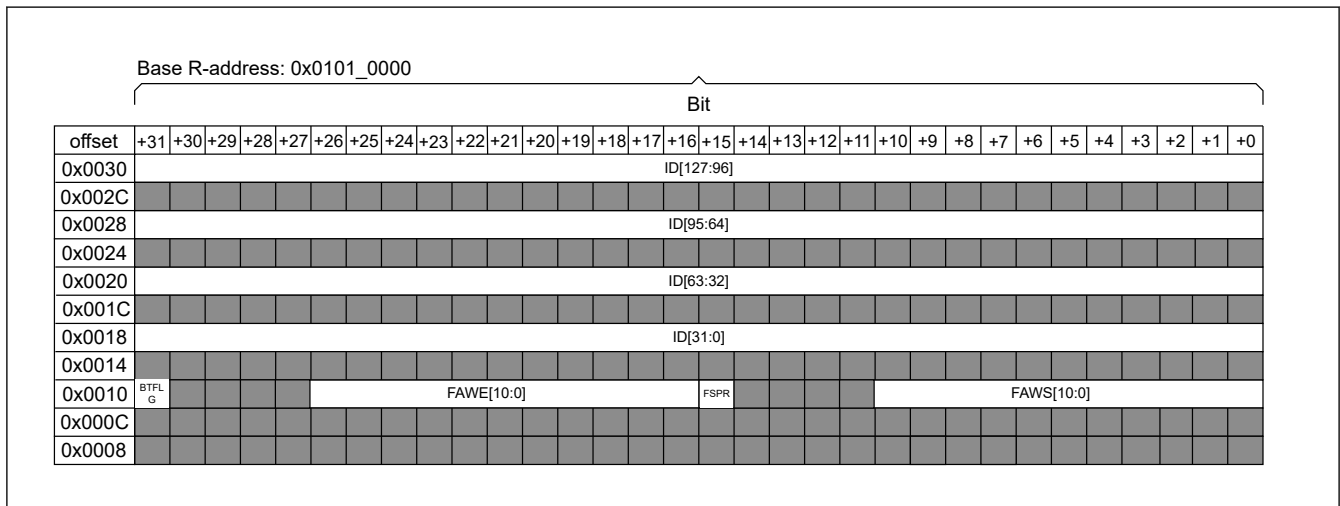 Base R-address: 0x0101_0000
Bit
offset +31 +30 +29 +28 +27 +26 +25 +24 +23 +22 +21 +20 +19 +18 +17 +16 +15 +14 +13 +12 +11 +10 +9 +8 +7 +6 +5 +4 +3 +2 +1 +0
0x0030 ID[127:96]
0x002C
0x0028 ID[95:64]
0x0024
0x0020 ID[63:32]
0x001C
0x0018 ID[31:0]
0x0014
0x0010 BTFL G FAWE[10:0] FSPR FAWS[10:0]
0x000C
0x0008